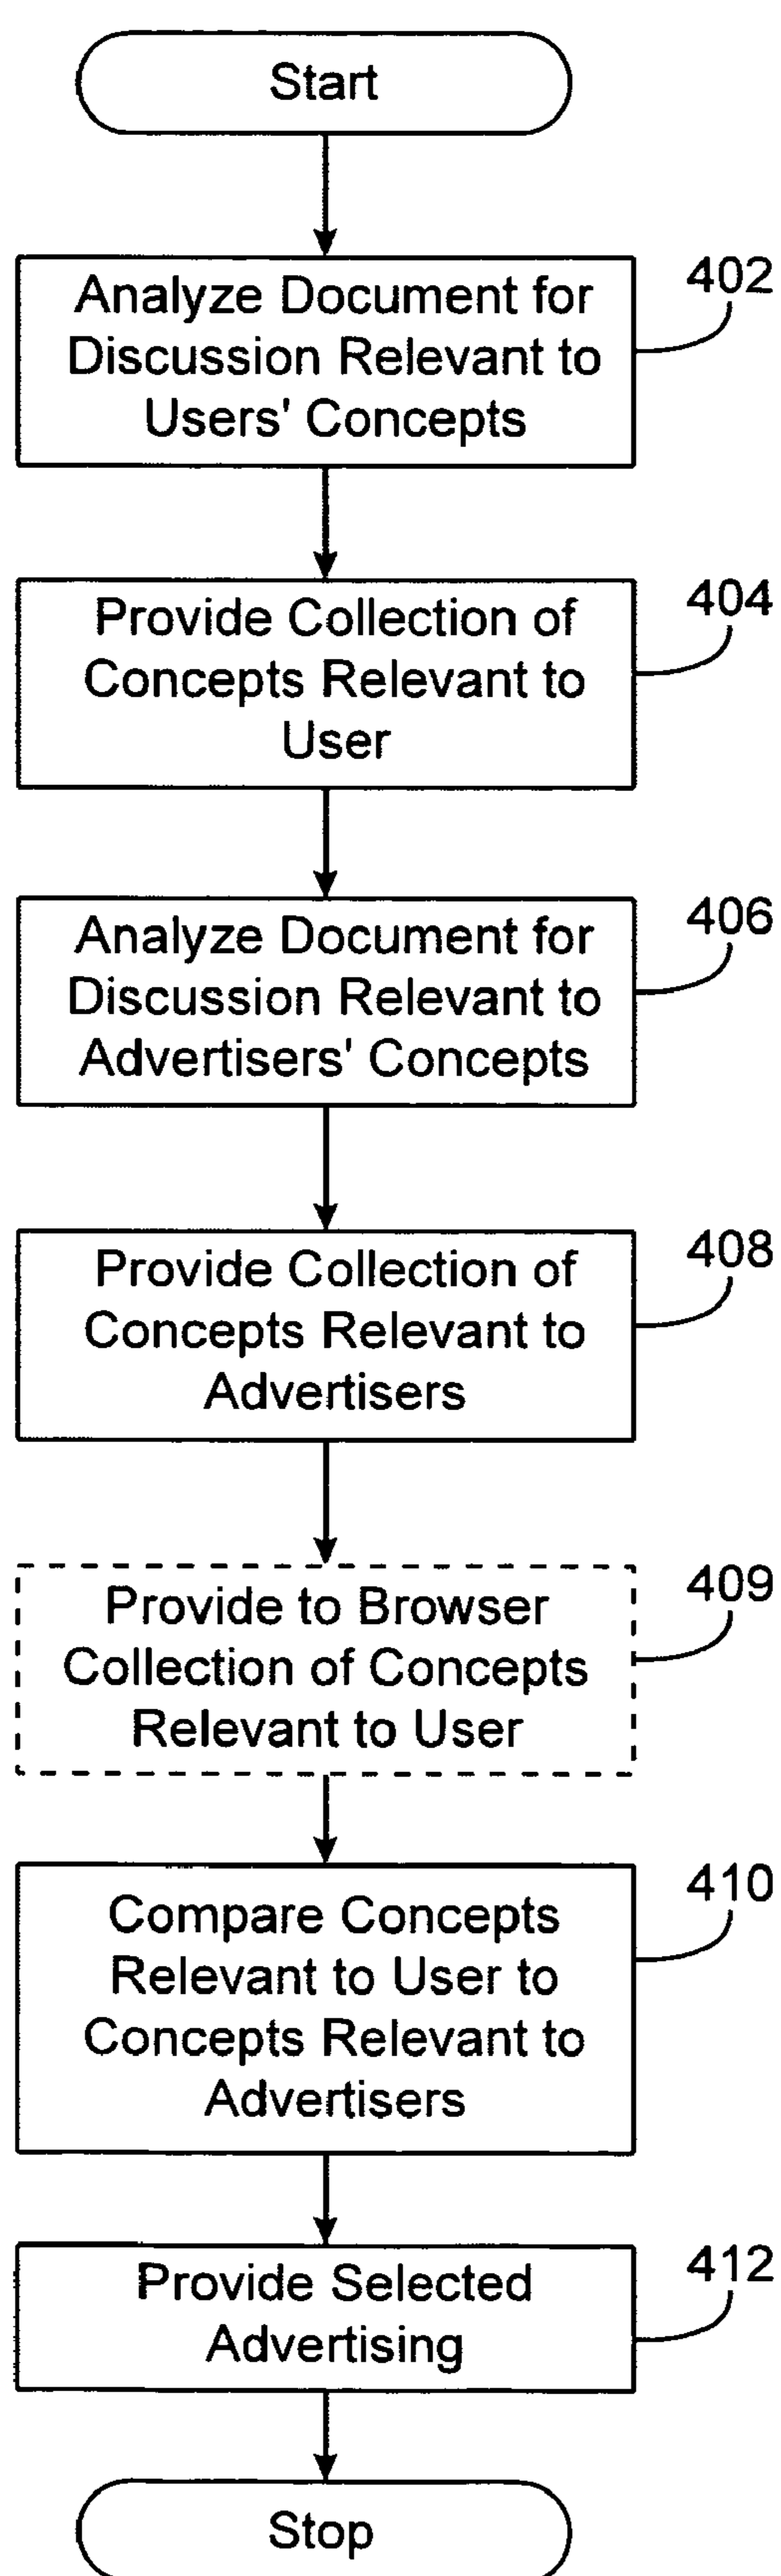 Start
402
Analyze Document for
Discussion Relevant to
Users' Concepts
404
Provide Collection of
Concepts Relevant to
User
406
Analyze Document for
Discussion Relevant to
Advertisers' Concepts
408
Provide Collection of
Concepts Relevant to
Advertisers
409
Provide to Browser
Collection of Concepts
Relevant to User
410
Compare Concepts
Relevant to User to
Concepts Relevant to
Advertisers
412
Provide Selected
Advertising
Stop